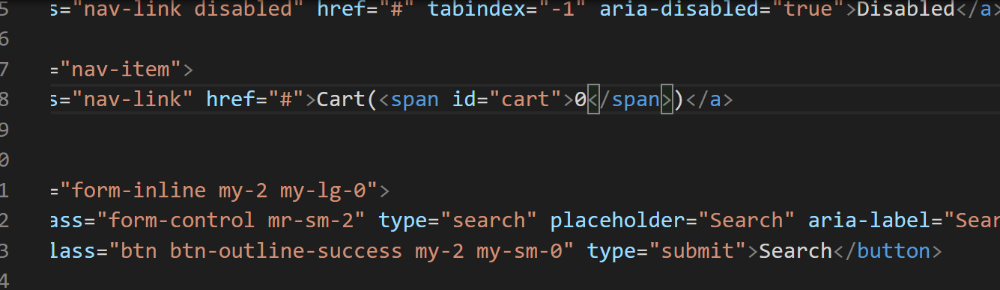 5 s="nav-link disabled" href="#" tabindex="-1" aria-disabled="true">Disabled</a>
6
7 ="nav-item">
8 s="nav-link" href="#">Cart(<span id="cart">0</span>)</a>
9
0
1 ="form-inline my-2 my-lg-0">
2 ass="form-control mr-sm-2" type="search" placeholder="Search" aria-label="Sear
3 lass="btn btn-outline-success my-2 my-sm-0" type="submit">Search</button>
4